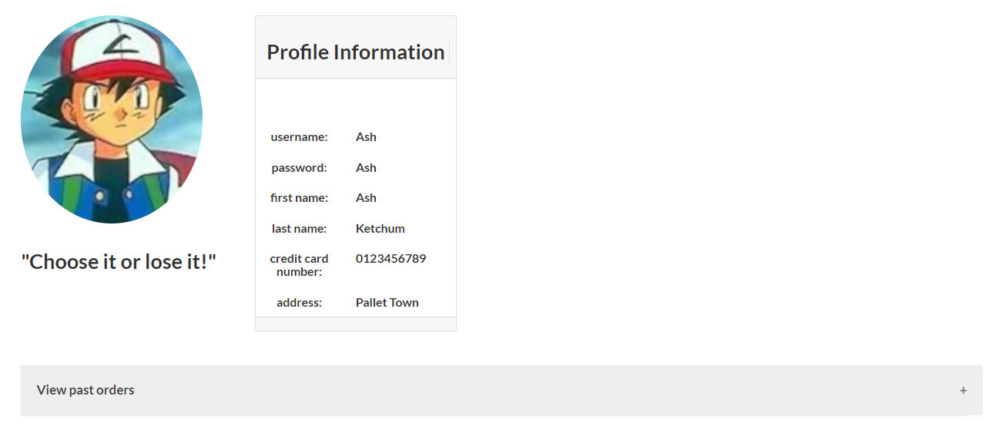 "Choose it or lose it!"
Profile Information
username: Ash
password: Ash
first name: Ash
last name: Ketchum
credit card 0123456789
number:
address: Pallet Town
View past orders +